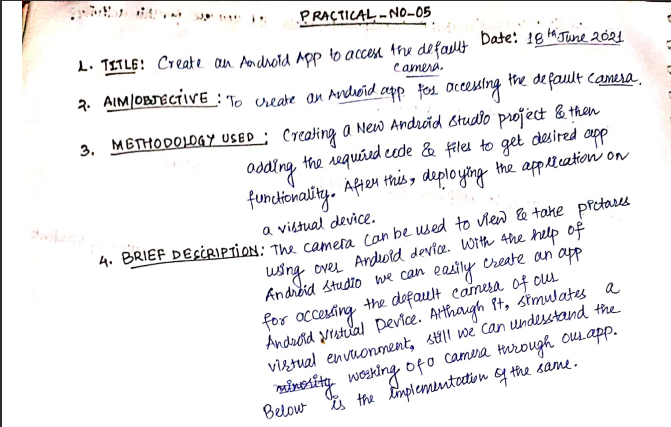 PRACTICAL-NO-05
Date: 18th June 2021
1. TITLE: Create an Android App to access the default
camera.
2. AIM/OBJECTIVE: To create an Android app for accessing the default camera.
3. METHODOLOGY USED: Creating a New Android Studio project & then
adding the required code & files to get desired app
functionality. After this, deploying the application on
a virtual device.
4. BRIEF DESCRIPTION: The camera can be used to view & take pictures
using over Android device. With the help of
Android Studio we can easily create an app
for accessing the default camera of our
Android Virtual Device. Although it, simulates a
virtual environment, still we can understand the
working of a camera through our app.
Below is the implementation of the same.